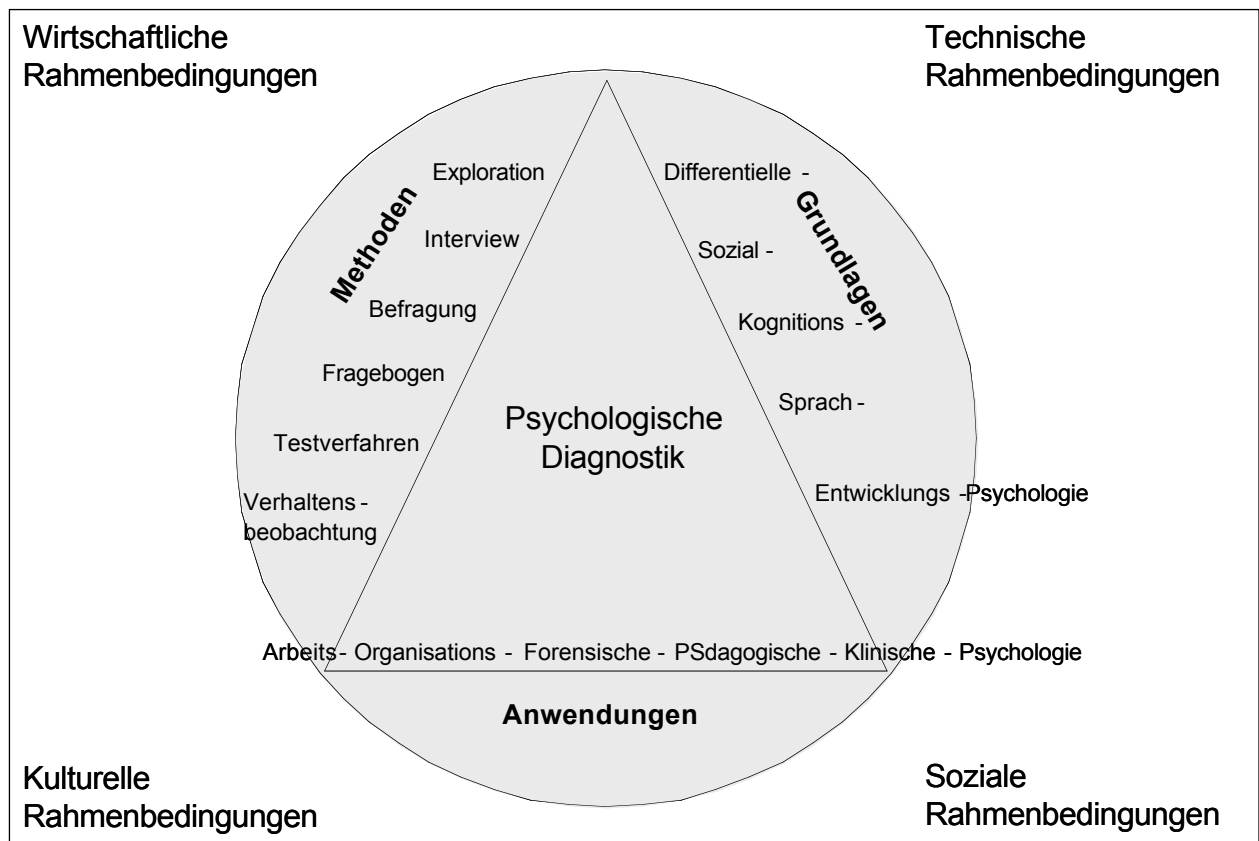 Wirtschaftliche
Rahmenbedingungen
Technische
Rahmenbedingungen
Methoden
Exploration
Interview
Befragung
Fragebogen
Testverfahren
Verhaltens -
beobachtung
Grundlagen
Differentielle -
Sozial -
Kognitions -
Sprach -
Entwicklungs -Psychologie
Psychologische
Diagnostik
Arbeits- Organisations - Forensische - PSdagogische - Klinische - Psychologie
Anwendungen
Kulturelle
Rahmenbedingungen
Soziale
Rahmenbedingungen